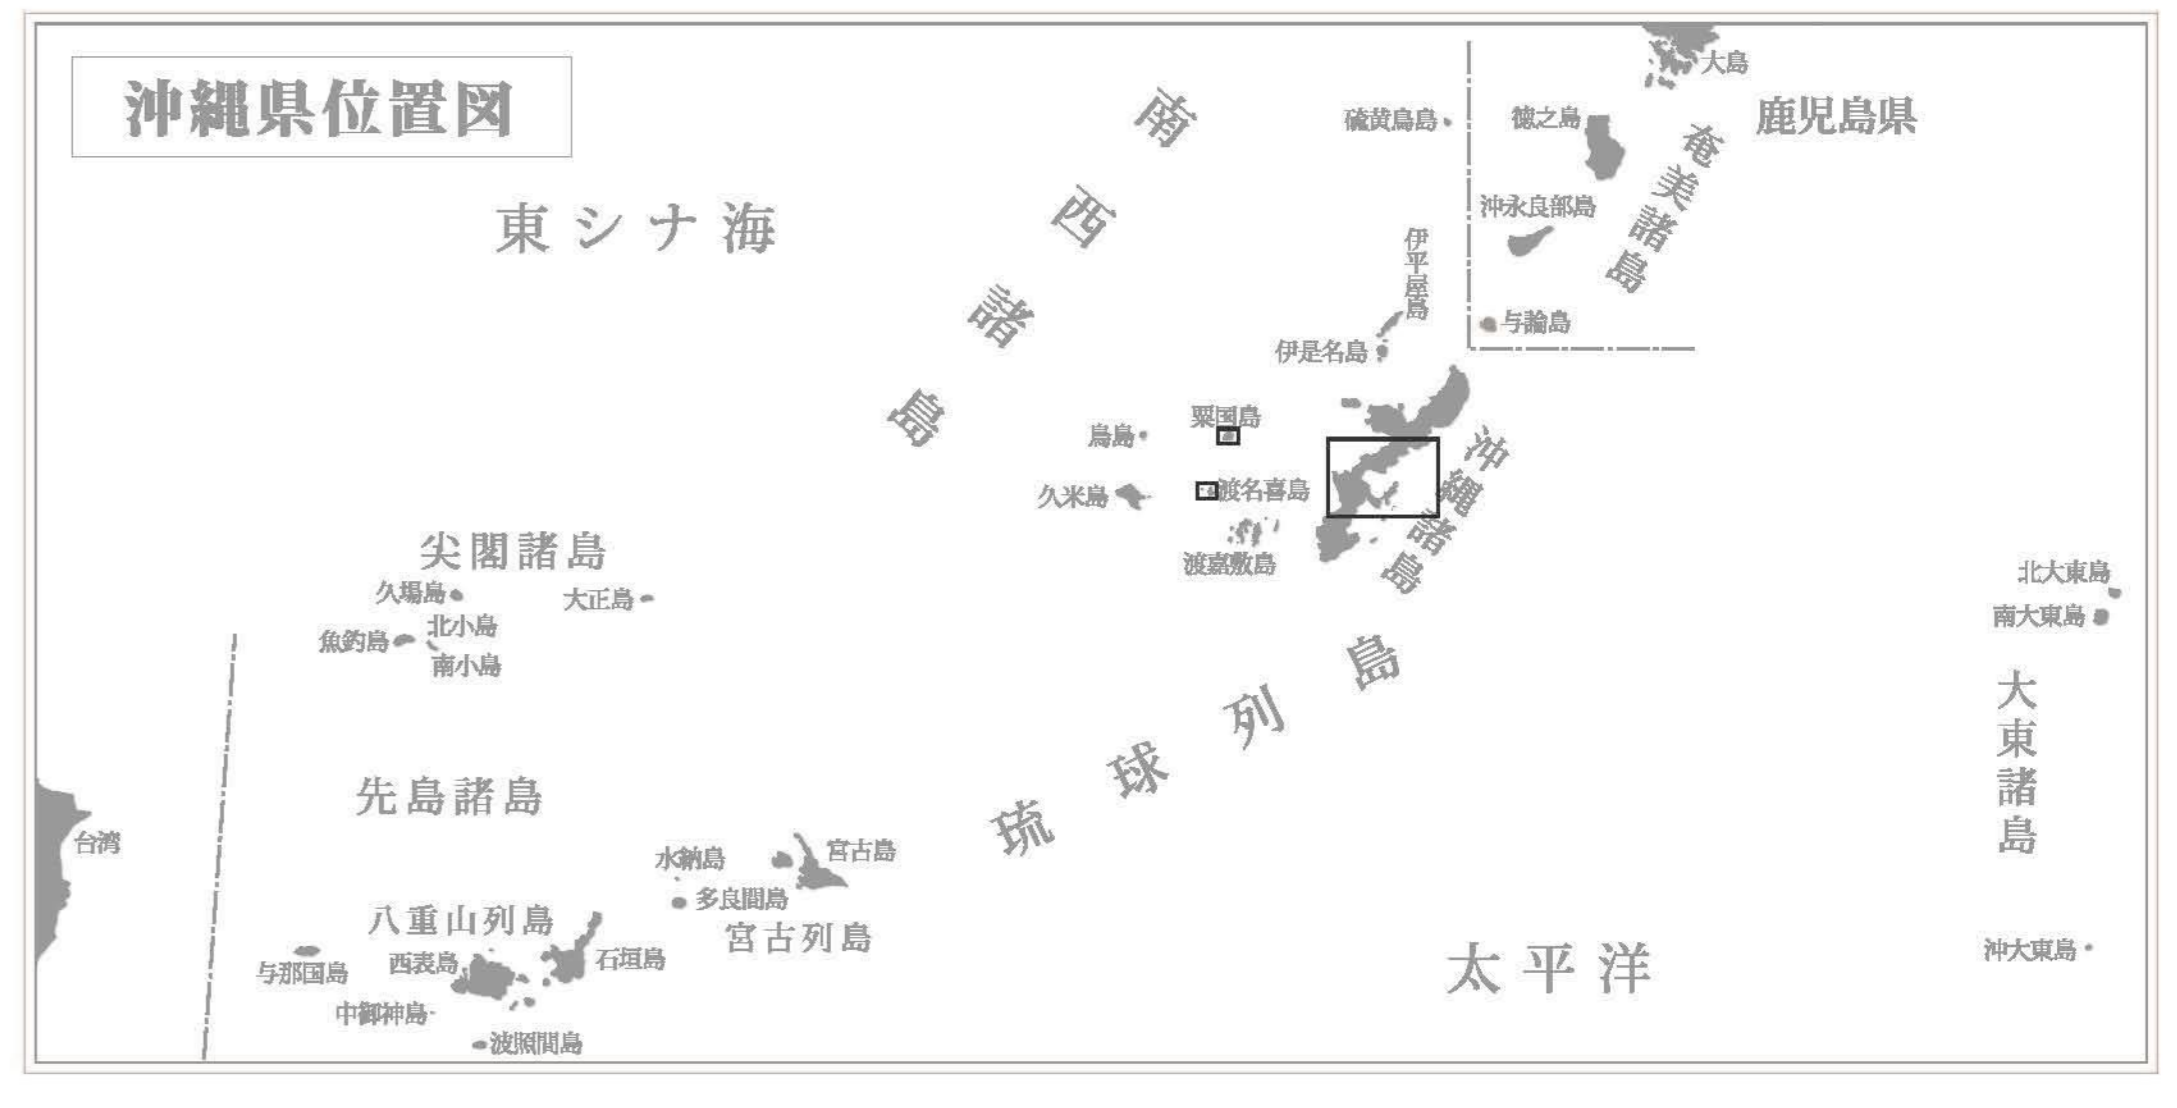 沖縄県位置図
大島
鹿児島県
硫黄鳥島
徳之島
奄美諸島
沖永良部島
与論島
南西諸島
東シナ海
伊平屋島
伊是名島
粟国島
鳥島
久米島
渡名喜島
渡嘉敷島
沖縄諸島
尖閣諸島
久場島
大正島
北小島
魚釣島
南小島
北大東島
南大東島
大東諸島
琉球列島
先島諸島
台湾
水納島
宮古島
多良間島
宮古列島
八重山列島
西表島
石垣島
与那国島
中御神島
波照間島
太平洋
沖大東島